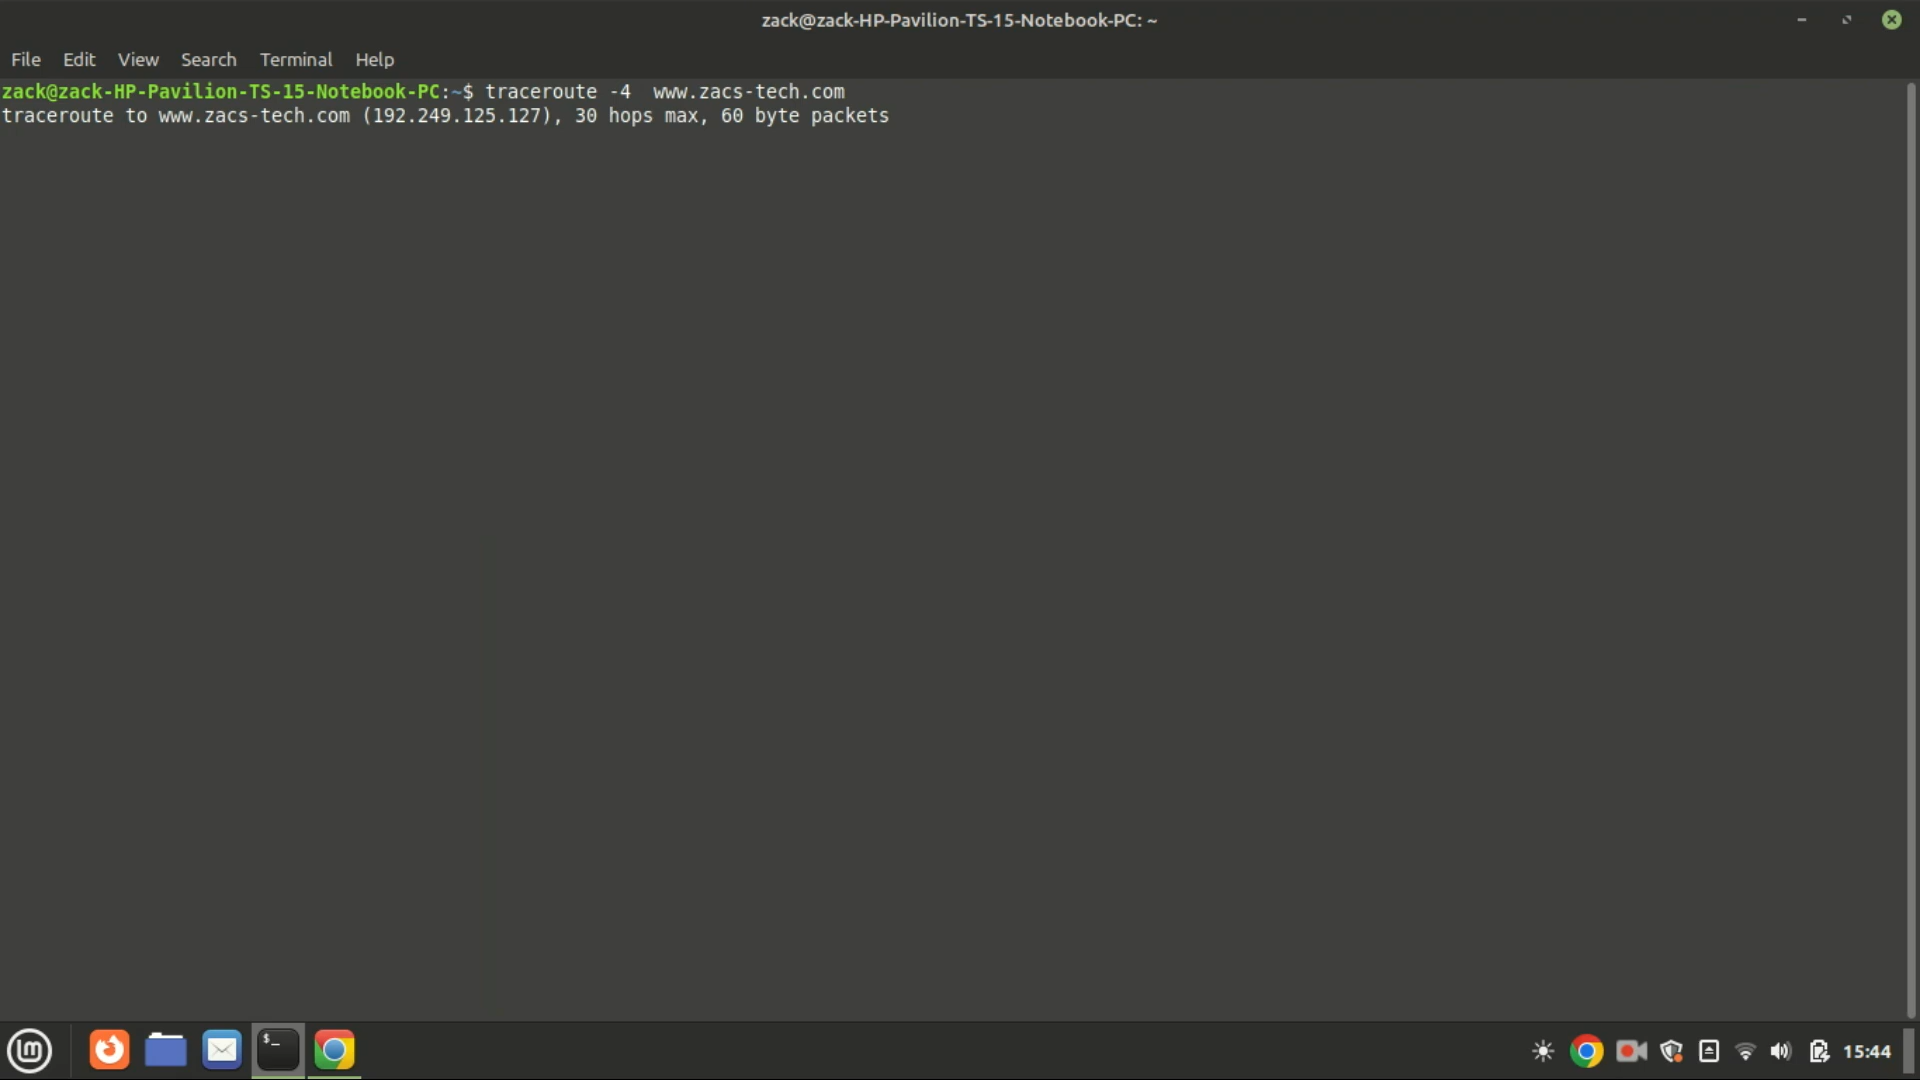 zack@zack-HP-Pavilion-TS-15-Notebook-PC: ~
File Edit View Search Terminal Help
zack@zack-HP-Pavilion-TS-15-Notebook-PC:~$ traceroute -4  www.zacs-tech.com
traceroute to www.zacs-tech.com (192.249.125.127), 30 hops max, 60 byte packets
$_
15:44